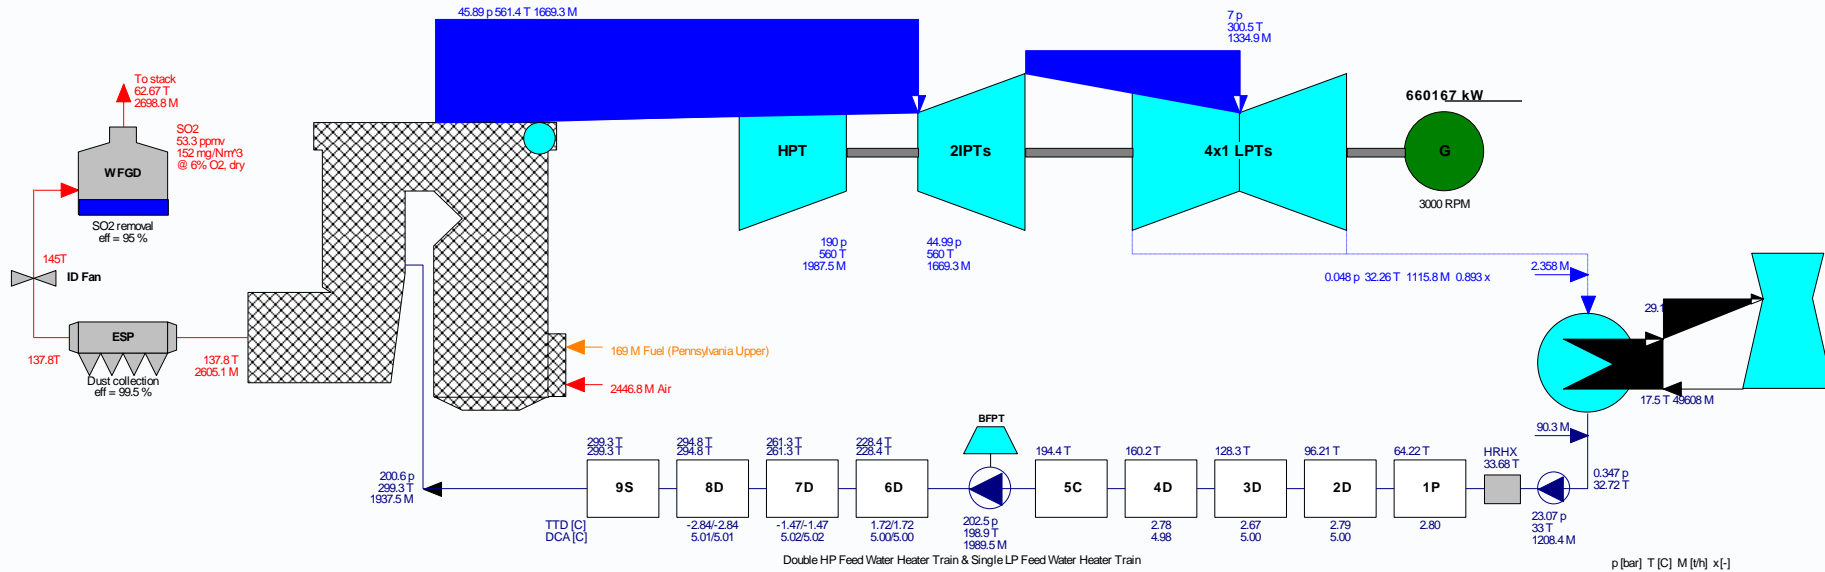 45.89 p 561.4 T 1669.3 M
7 p
300.5 T
1334.9 M
To stack
62.67 T
2698.8 M
SO2
53.3 ppmv
152 mg/Nm^3
@ 6% O2, dry
WFGD
SO2 removal
eff = 95 %
145T
ID Fan
ESP
137.8T
137.8 T
2605.1 M
Dust collection
eff = 99.5 %
HPT
2IPTs
4x1 LPTs
660167 kW
G
3000 RPM
190 p
560 T
1987.5 M
44.99 p
560 T
1669.3 M
0.048 p 32.26 T 1115.8 M 0.893 x
2.358 M
29.1
17.5 T 49608 M
169 M Fuel (Pennsylvania Upper)
2446.8 M Air
90.3 M
0.347 p
32.72 T
200.6 p
299.3 T
1937.5 M
299.3 T
299.3 T
9S
294.8 T
294.8 T
8D
261.3 T
261.3 T
7D
228.4 T
228.4 T
6D
BFPT
202.5 p
198.9 T
1989.5 M
194.4 T
5C
160.2 T
4D
128.3 T
3D
96.21 T
2D
64.22 T
1P
HRHX
33.68 T
23.07 p
33 T
1208.4 M
TTD [C] -2.84/-2.84 -1.47/-1.47 1.72/1.72 2.78 2.67 2.79 2.80
DCA [C] 5.01/5.01 5.02/5.02 5.00/5.00 4.98 5.00 5.00
Double HP Feed Water Heater Train & Single LP Feed Water Heater Train
p [bar] T [C] M [t/h] x [-]